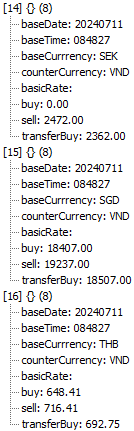 [14] {} (8)
baseDate: 20240711
baseTime: 084827
baseCurrrency: SEK
counterCurrency: VND
basicRate:
buy: 0.00
sell: 2472.00
transferBuy: 2362.00
[15] {} (8)
baseDate: 20240711
baseTime: 084827
baseCurrrency: SGD
counterCurrency: VND
basicRate:
buy: 18407.00
sell: 19237.00
transferBuy: 18507.00
[16] {} (8)
baseDate: 20240711
baseTime: 084827
baseCurrrency: THB
counterCurrency: VND
basicRate:
buy: 648.41
sell: 716.41
transferBuy: 692.75